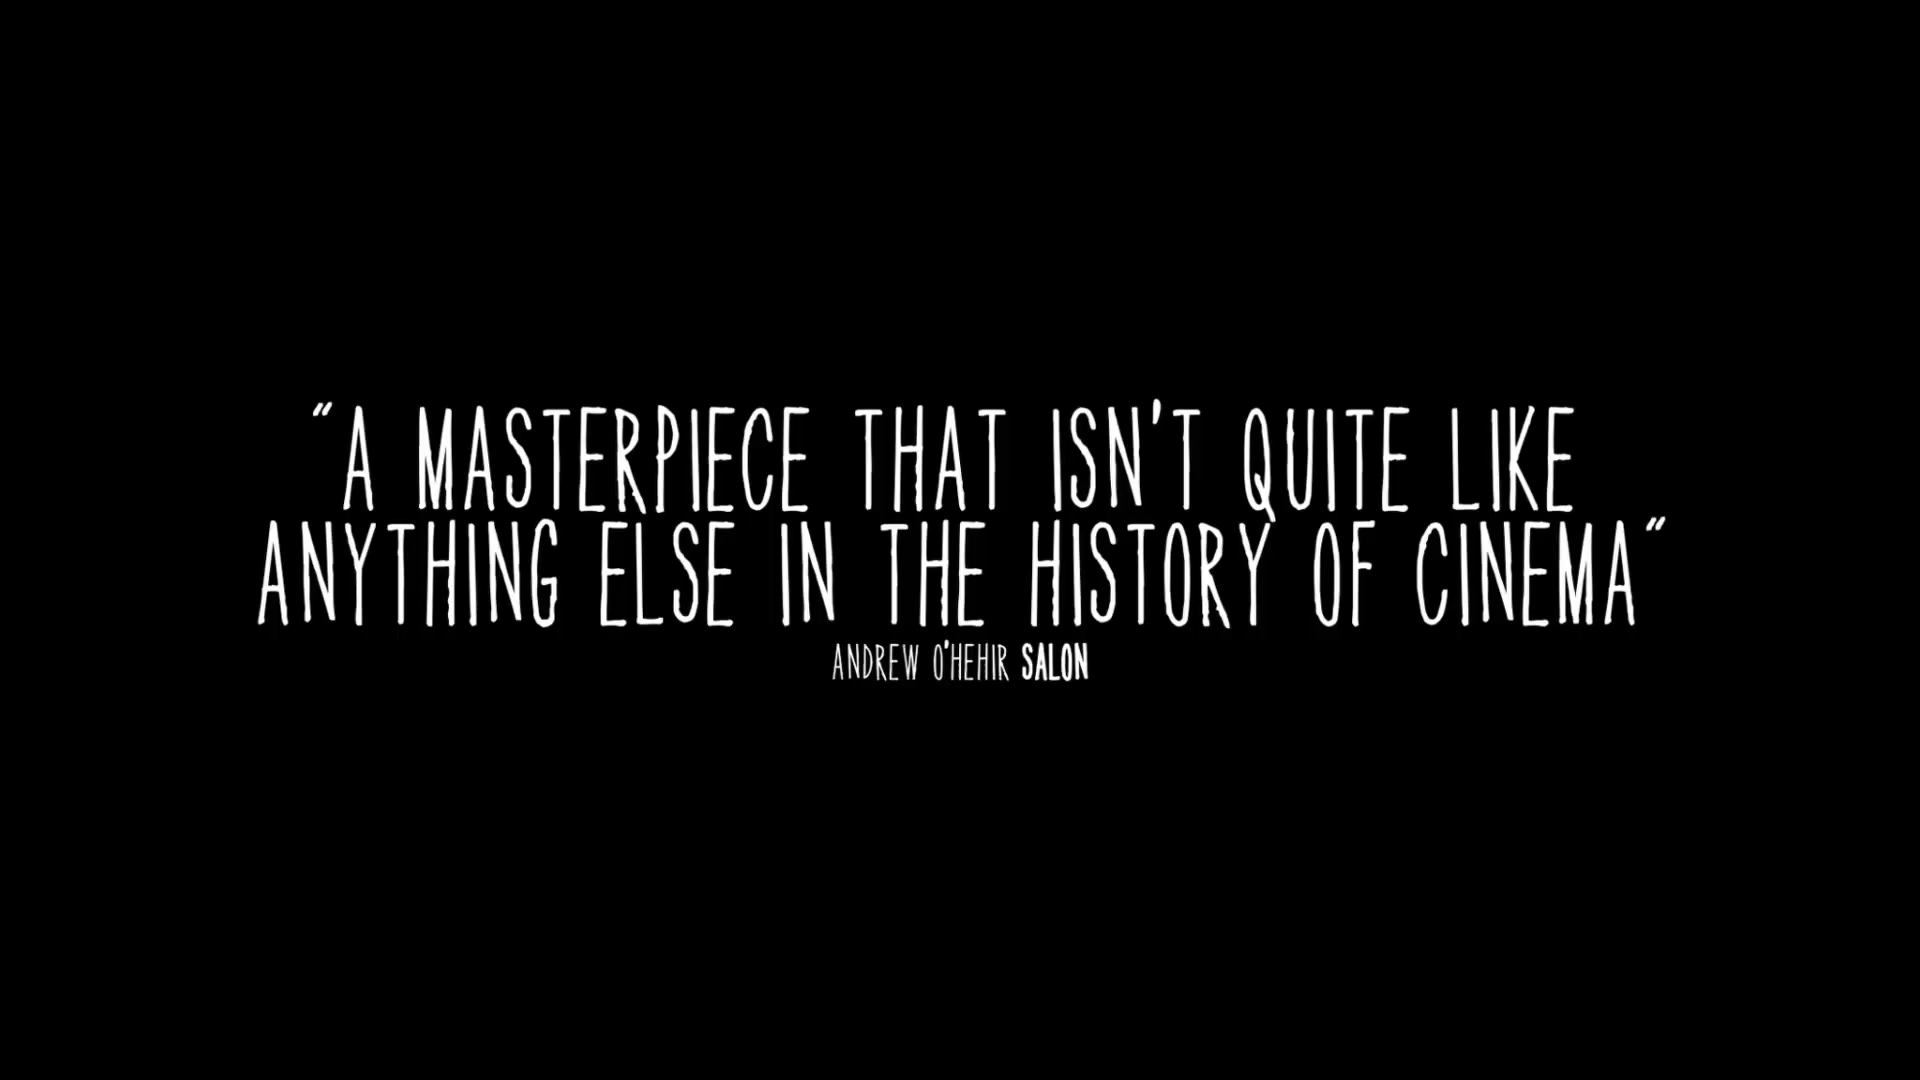 “A MASTERPIECE THAT ISN'T QUITE LIKE
ANYTHING ELSE IN THE HISTORY OF CINEMA”
ANDREW O'HEHIR SALON